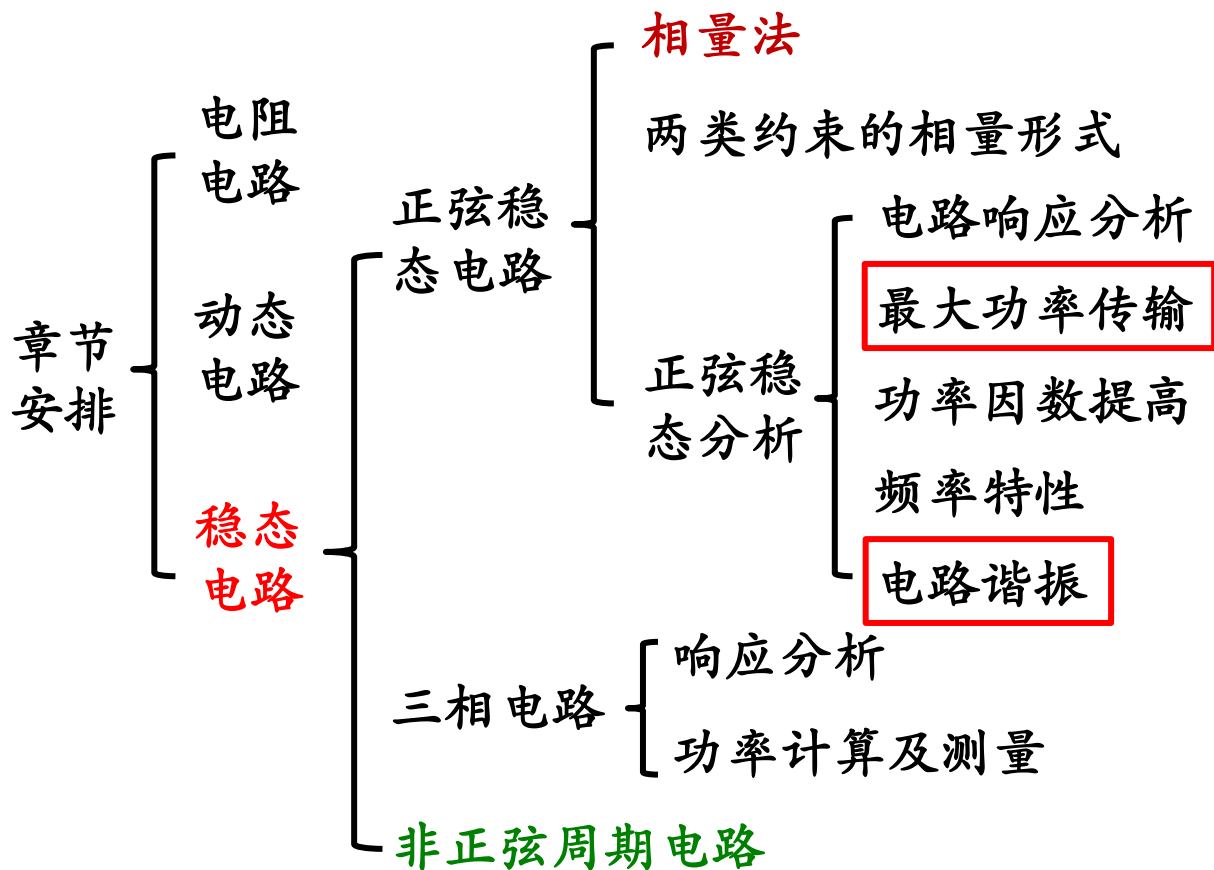 章节
安排
电阻
电路
动态
电路
稳态
电路
正弦稳
态电路
相量法
两类约束的相量形式
正弦稳
态分析
电路响应分析
最大功率传输
功率因数提高
频率特性
电路谐振
三相电路
响应分析
功率计算及测量
非正弦周期电路